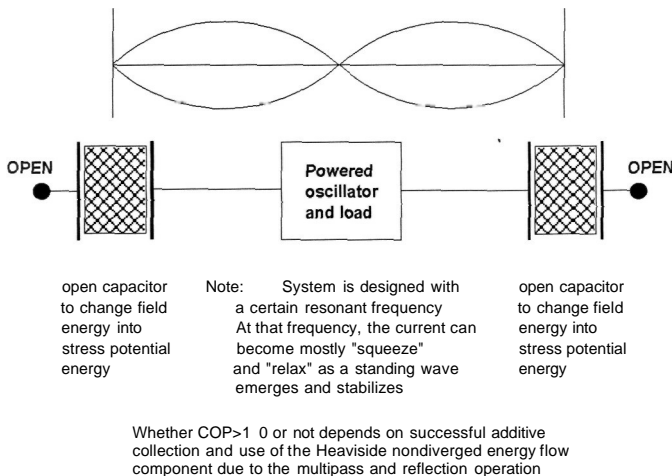 OPEN
Powered
oscillator
and load
OPEN
open capacitor
to change field
energy into
stress potential
energy
Note: System is designed with
a certain resonant frequency
At that frequency, the current can
become mostly "squeeze"
and "relax" as a standing wave
emerges and stabilizes
open capacitor
to change field
energy into
stress potential
energy
Whether COP>1 0 or not depends on successful additive
collection and use of the Heaviside nondiverged energy flow
component due to the multipass and reflection operation